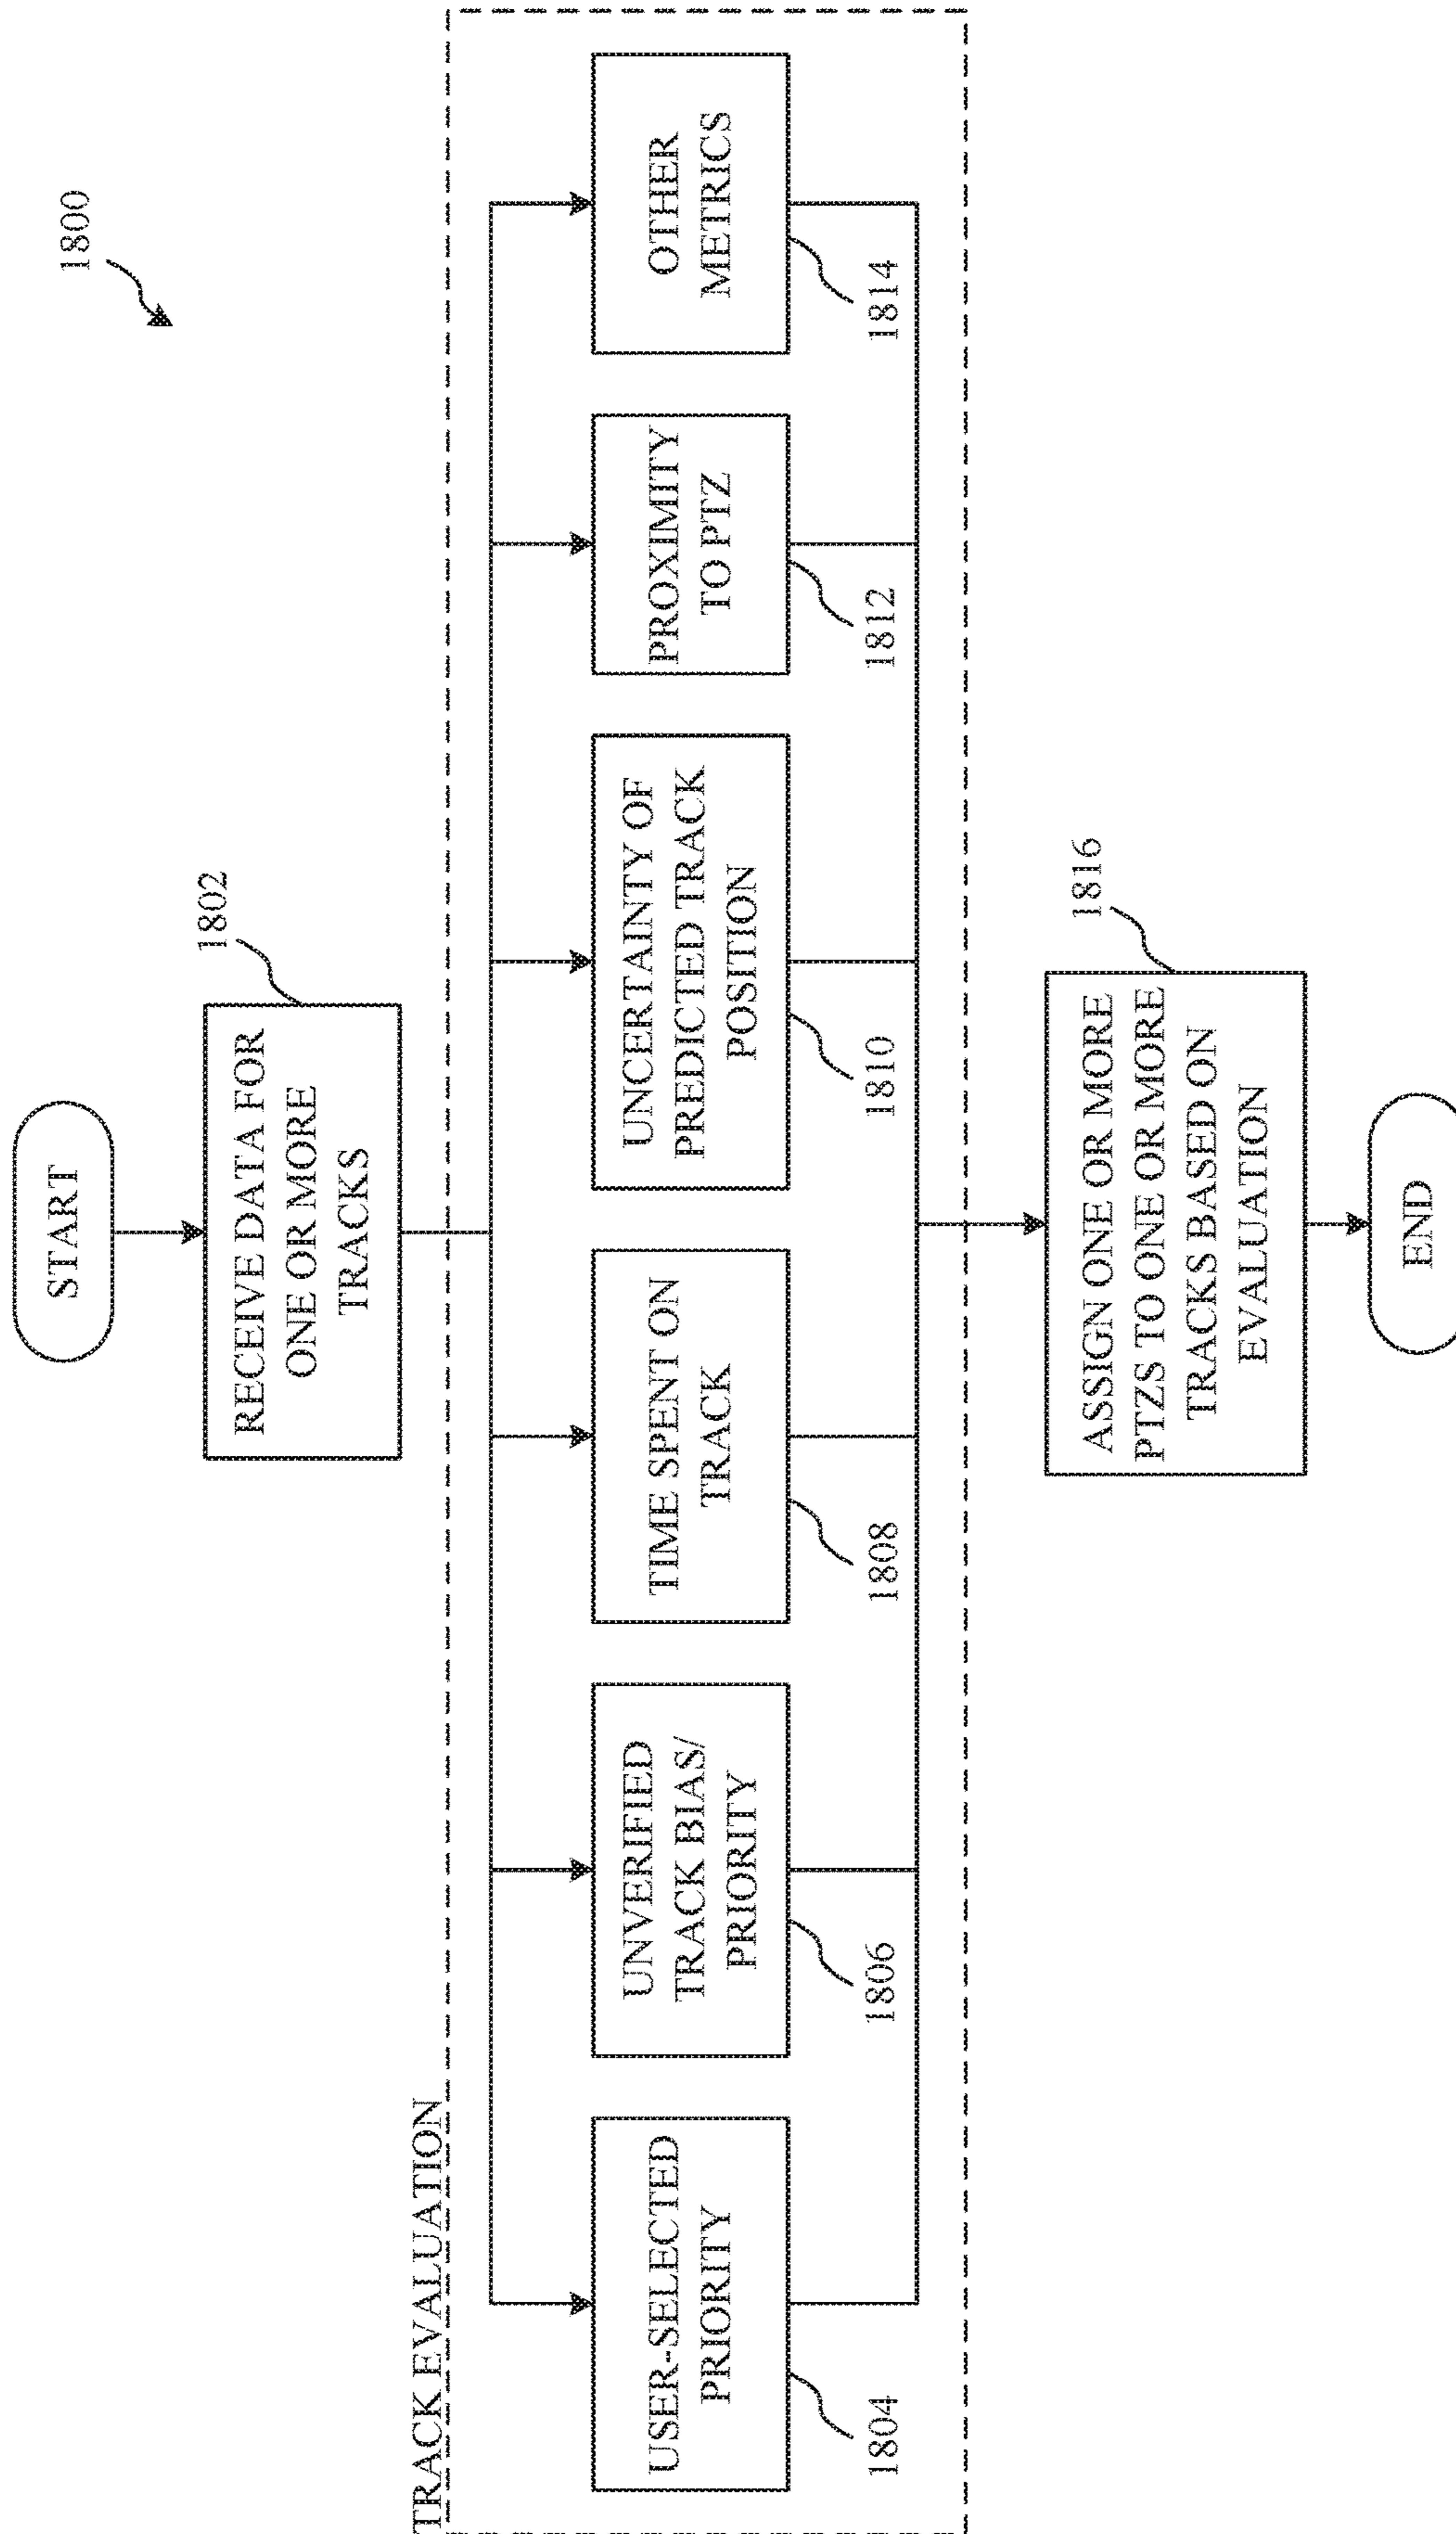 1800
START
RECEIVE DATA FOR
ONE OR MORE
TRACKS
1802
TRACK EVALUATION
USER-SELECTED
PRIORITY
1804
UNVERIFIED
TRACK BIAS/
PRIORITY
1806
TIME SPENT ON
TRACK
1808
UNCERTAINTY OF
PREDICTED TRACK
POSITION
1810
PROXIMITY
TO PTZ
1812
OTHER
METRICS
1814
ASSIGN ONE OR MORE
PTZS TO ONE OR MORE
TRACKS BASED ON
EVALUATION
1816
END